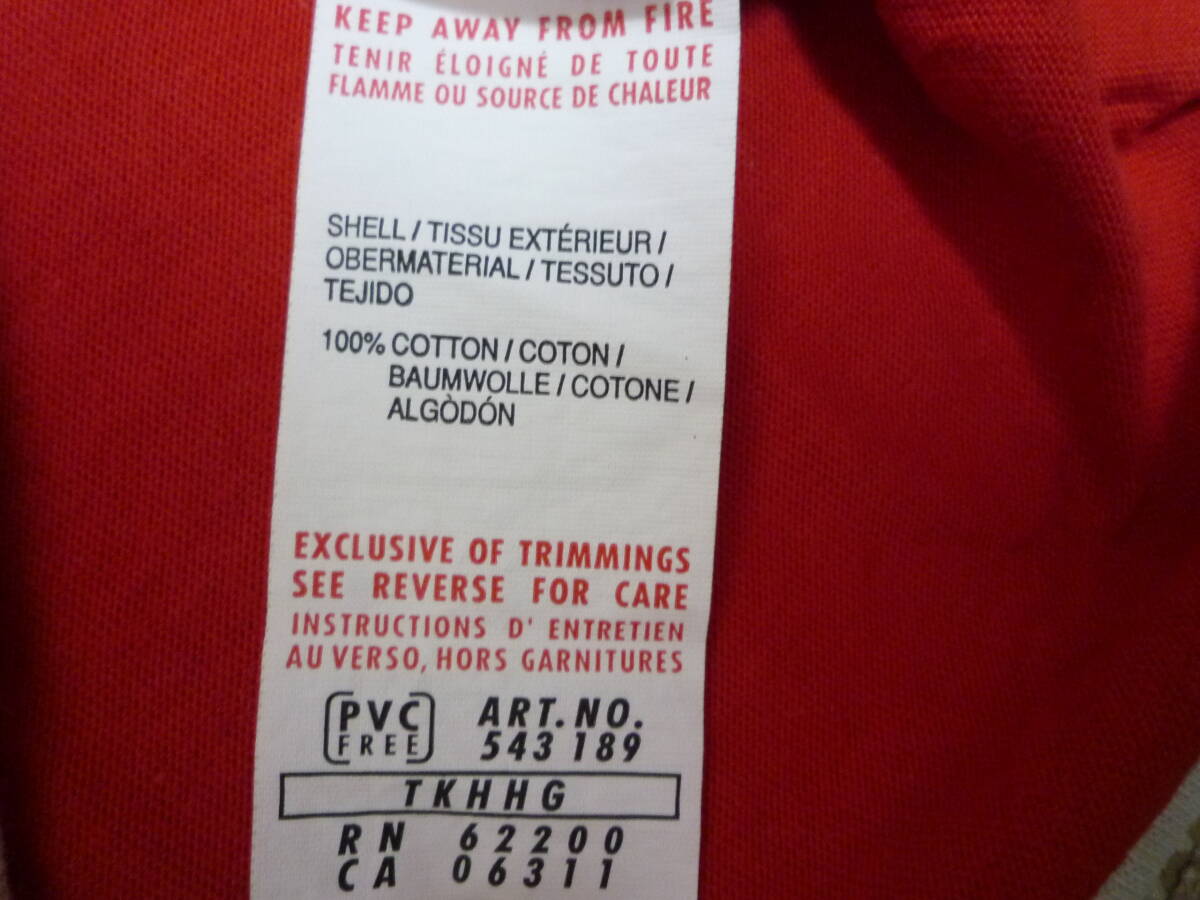 KEEP AWAY FROM FIRE
TENIR ÉLOIGNÉ DE TOUTE
FLAMME OU SOURCE DE CHALEUR
SHELL / TISSU EXTÉRIEUR /
OBERMATERIAL / TESSUTO /
TEJIDO
100% COTTON / COTON /
BAUMWOLLE / COTONE /
ALGÒDÓN
EXCLUSIVE OF TRIMMINGS
SEE REVERSE FOR CARE
INSTRUCTIONS D' ENTRETIEN
AU VERSO, HORS GARNITURES
PVC FREE
ART.NO.
543 189
TKHHG
RN 62200
CA 06311